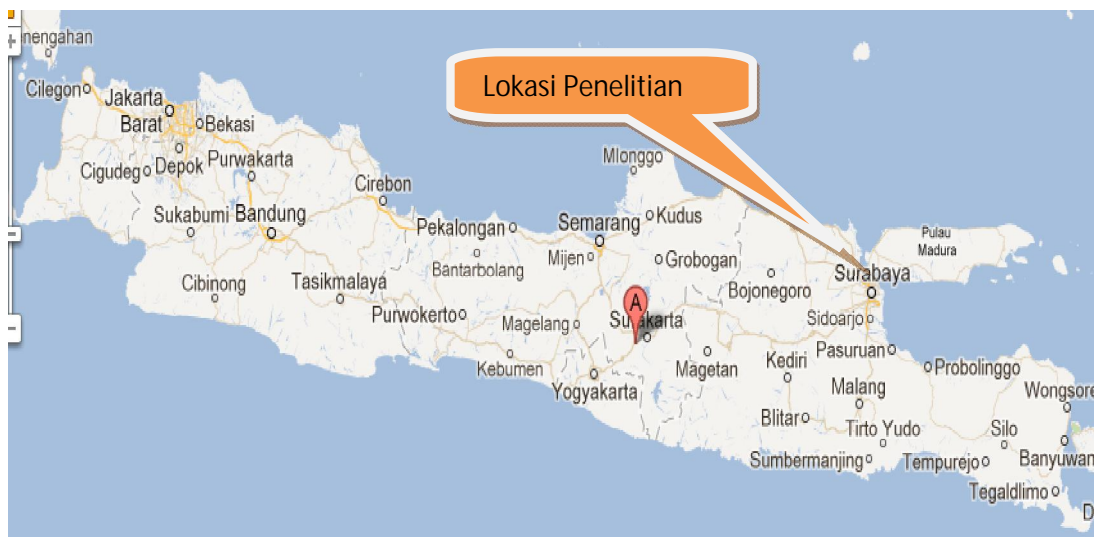 enengahan
Cilegon
Jakarta
Barat
Bekasi
Cigudeg
Depok
Purwakarta
Sukabumi
Bandung
Cibinong
Tasikmalaya
Cirebon
Pekalongan
Bantarbolang
Purwokerto
Kebumen
Lokasi Penelitian
Mlonggo
Kudus
Semarang
Mijen
Grobogan
Magelang
A
Surakarta
Yogyakarta
Magetan
Bojonegoro
Surabaya
Pulau
Madura
Sidoarjo
Kediri
Pasuruan
Probolinggo
Malang
Wongsore
Blitar
Tirto Yudo
Silo
Sumbermanjing
Tempurejo
Banyuwan
Tegaldlimo
D